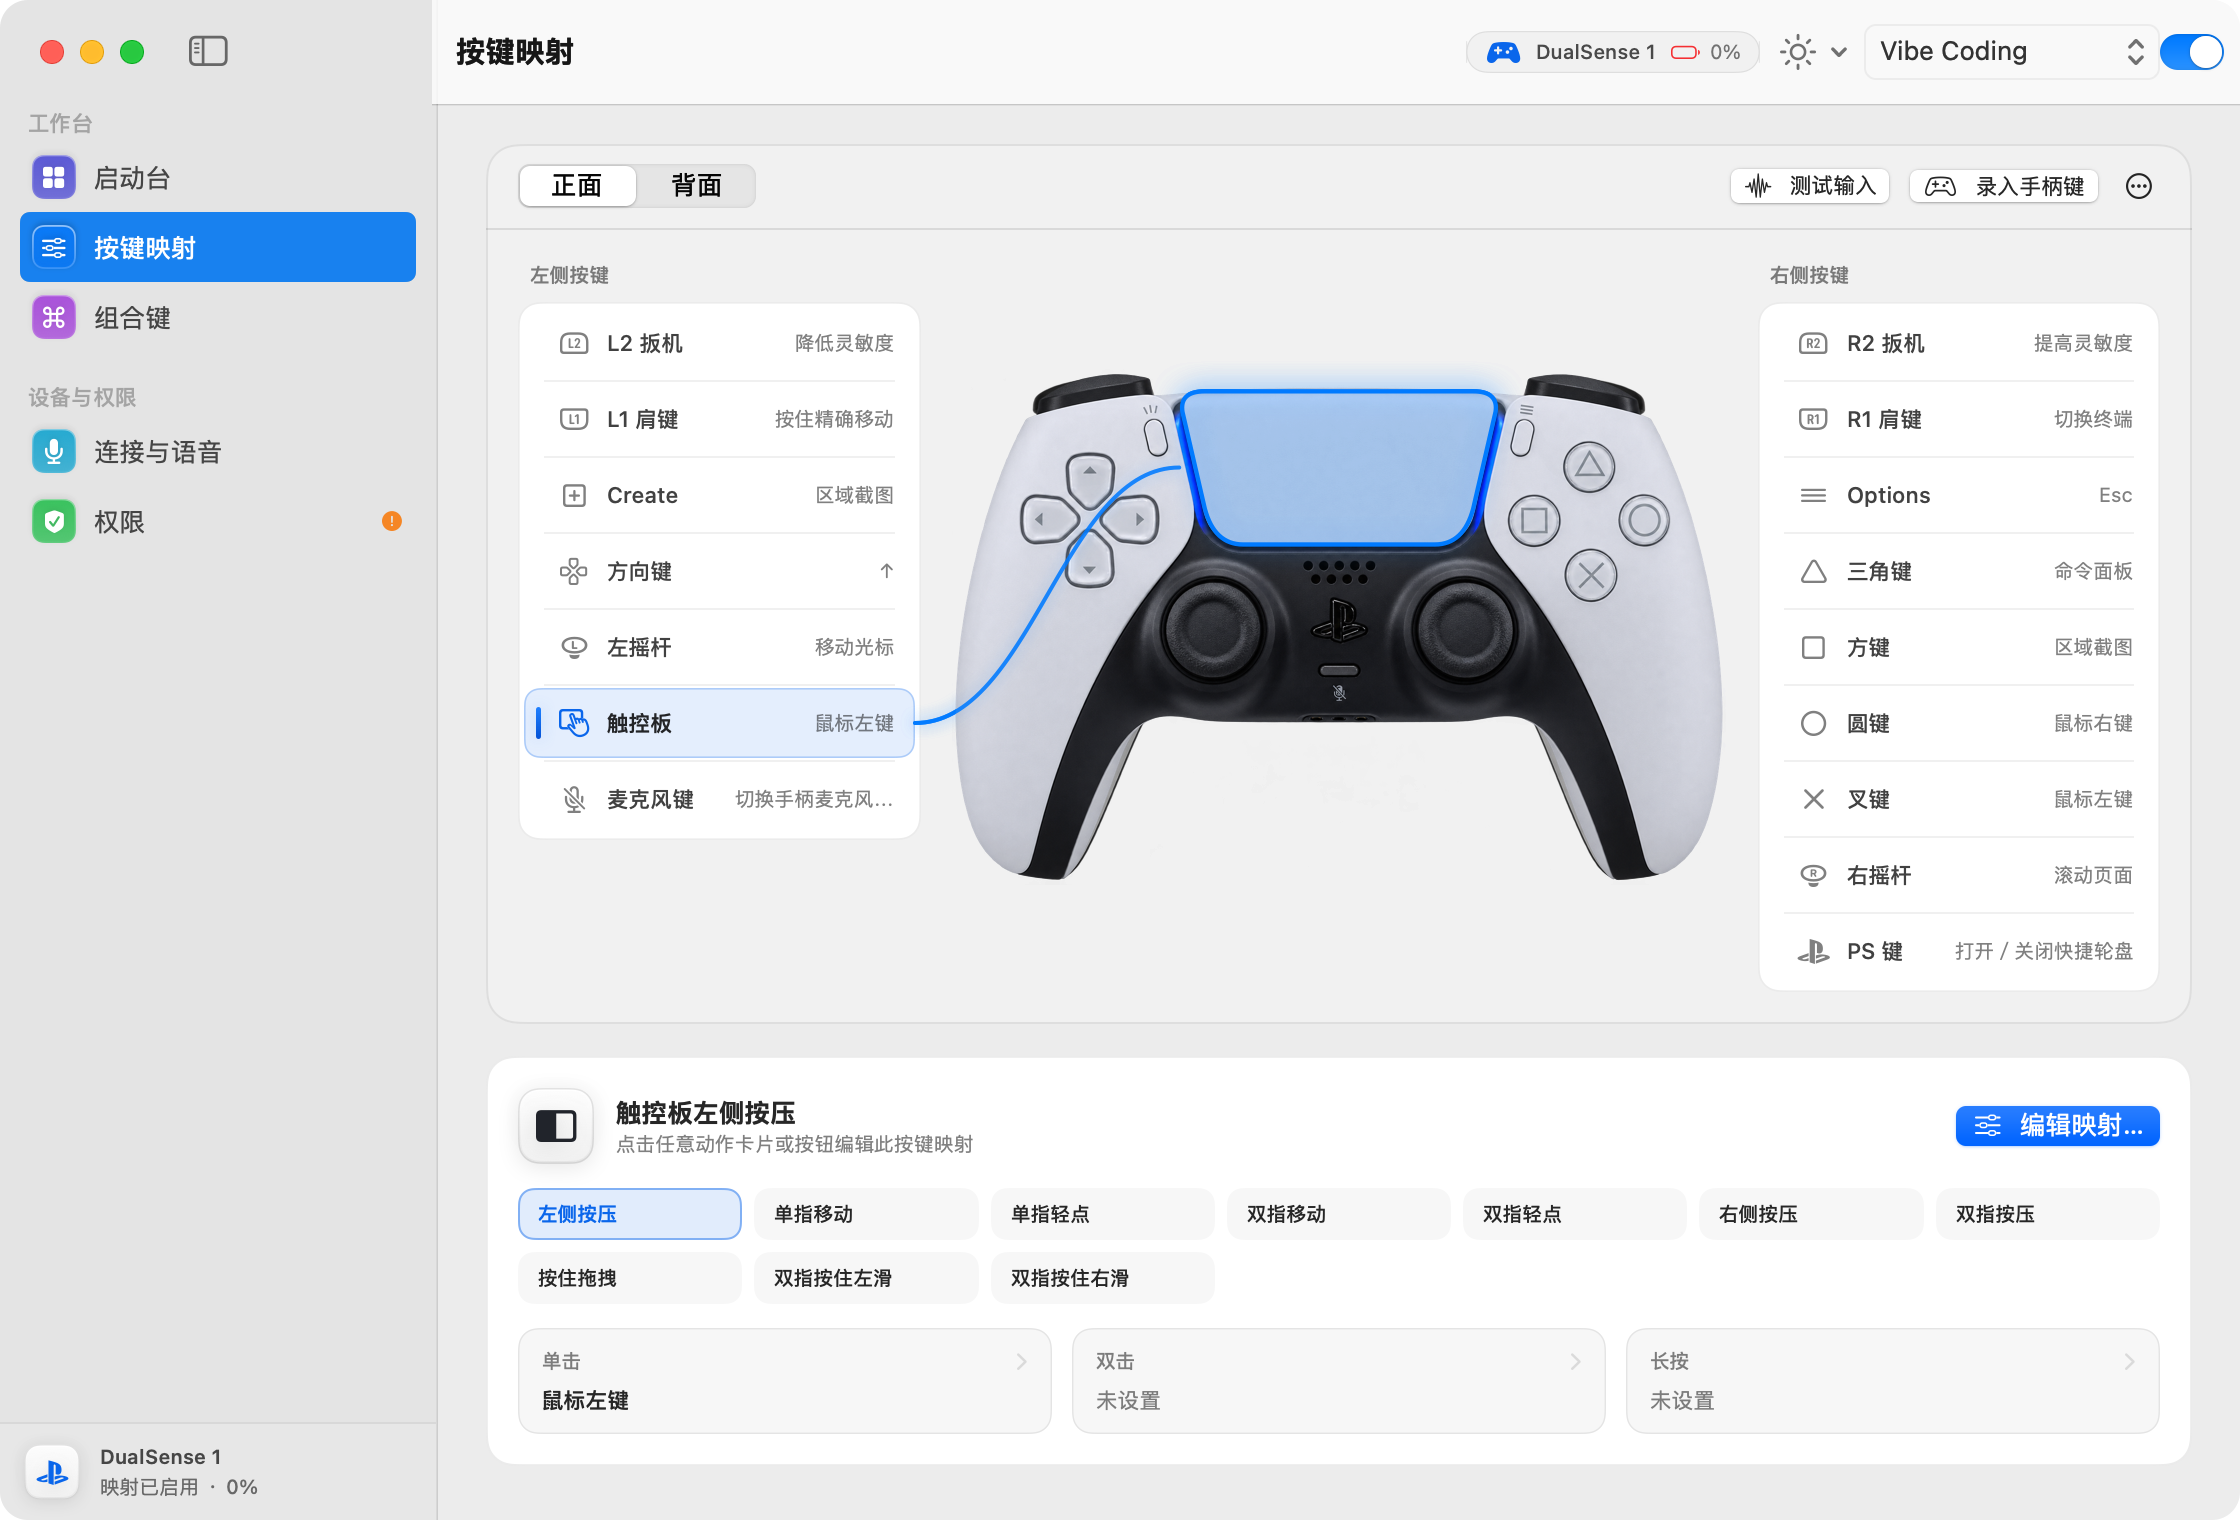 按键映射
DualSense 1 0%
Vibe Coding
工作台
启动台
按键映射
组合键
设备与权限
连接与语音
权限
正面
背面
测试输入
录入手柄键
左侧按键
L2 L2 扳机 降低灵敏度
L1 L1 肩键 按住精确移动
Create 区域截图
方向键 ↑
L 左摇杆 移动光标
触控板 鼠标左键
麦克风键 切换手柄麦克风...
右侧按键
R2 R2 扳机 提高灵敏度
R1 R1 肩键 切换终端
Options Esc
三角键 命令面板
方键 区域截图
圆键 鼠标右键
叉键 鼠标左键
R 右摇杆 滚动页面
PS 键 打开 / 关闭快捷轮盘
触控板左侧按压
点击任意动作卡片或按钮编辑此按键映射
编辑映射...
左侧按压
单指移动
单指轻点
双指移动
双指轻点
右侧按压
双指按压
按住拖拽
双指按住左滑
双指按住右滑
单击
鼠标左键
双击
未设置
长按
未设置
DualSense 1
映射已启用 · 0%